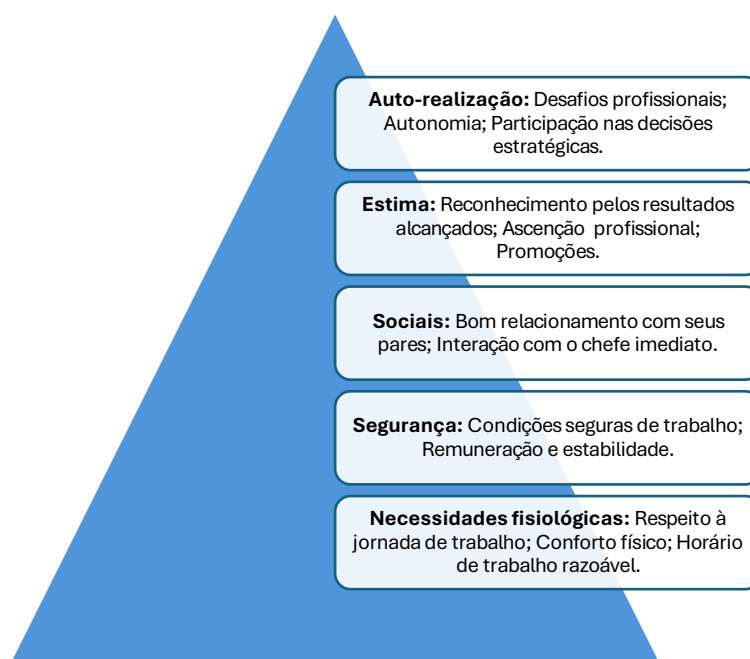 Auto-realização: Desafios profissionais;
Autonomia; Participação nas decisões
estratégicas.
Estima: Reconhecimento pelos resultados
alcançados; Ascenção profissional;
Promoções.
Sociais: Bom relacionamento com seus
pares; Interação com o chefe imediato.
Segurança: Condições seguras de trabalho;
Remuneração e estabilidade.
Necessidades fisiológicas: Respeito à
jornada de trabalho; Conforto físico; Horário
de trabalho razoável.